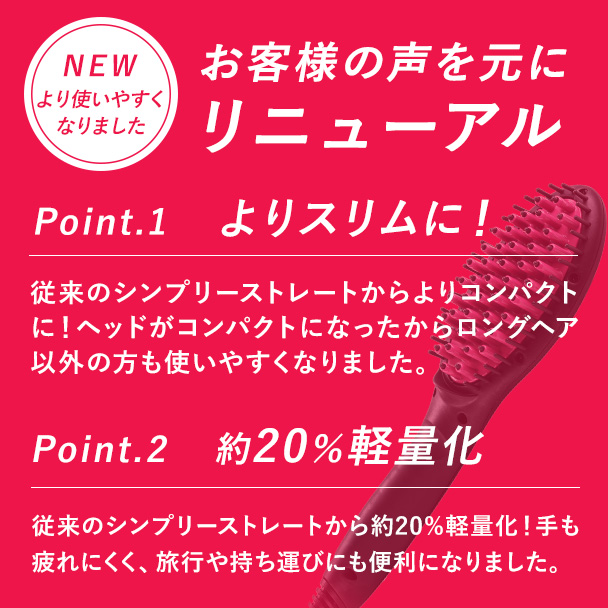 NEW
より使いやすく
なりました
お客様の声を元に
リニューアル
Point.1 よりスリムに！
従来のシンプリーストレートからよりコンパクト
に！ヘッドがコンパクトになったからロングヘア
以外の方も使いやすくなりました。
Point.2 約20%軽量化
従来のシンプリーストレートから約20%軽量化！手も
疲れにくく、旅行や持ち運びにも便利になりました。